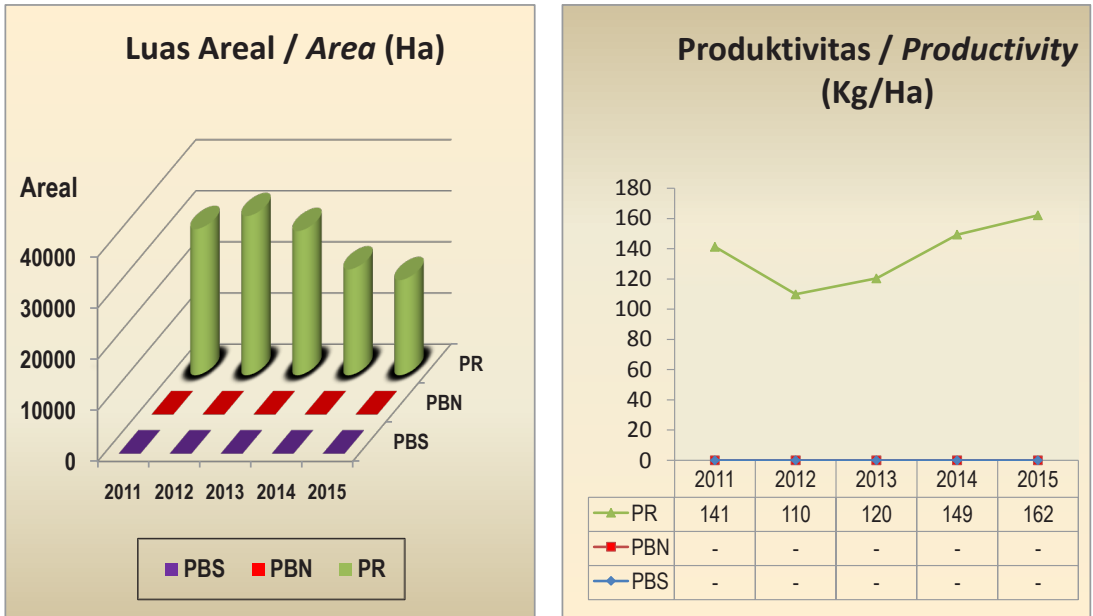 Luas Areal / Area (Ha)
Areal
40000
30000
20000
10000
0
2011 2012 2013 2014 2015
PR
PBN
PBS
PBS PBN PR
Produktivitas / Productivity
(Kg/Ha)
180
160
140
120
100
80
60
40
20
0
2011 2012 2013 2014 2015
PR 141 110 120 149 162
PBN - - - - -
PBS - - - - -